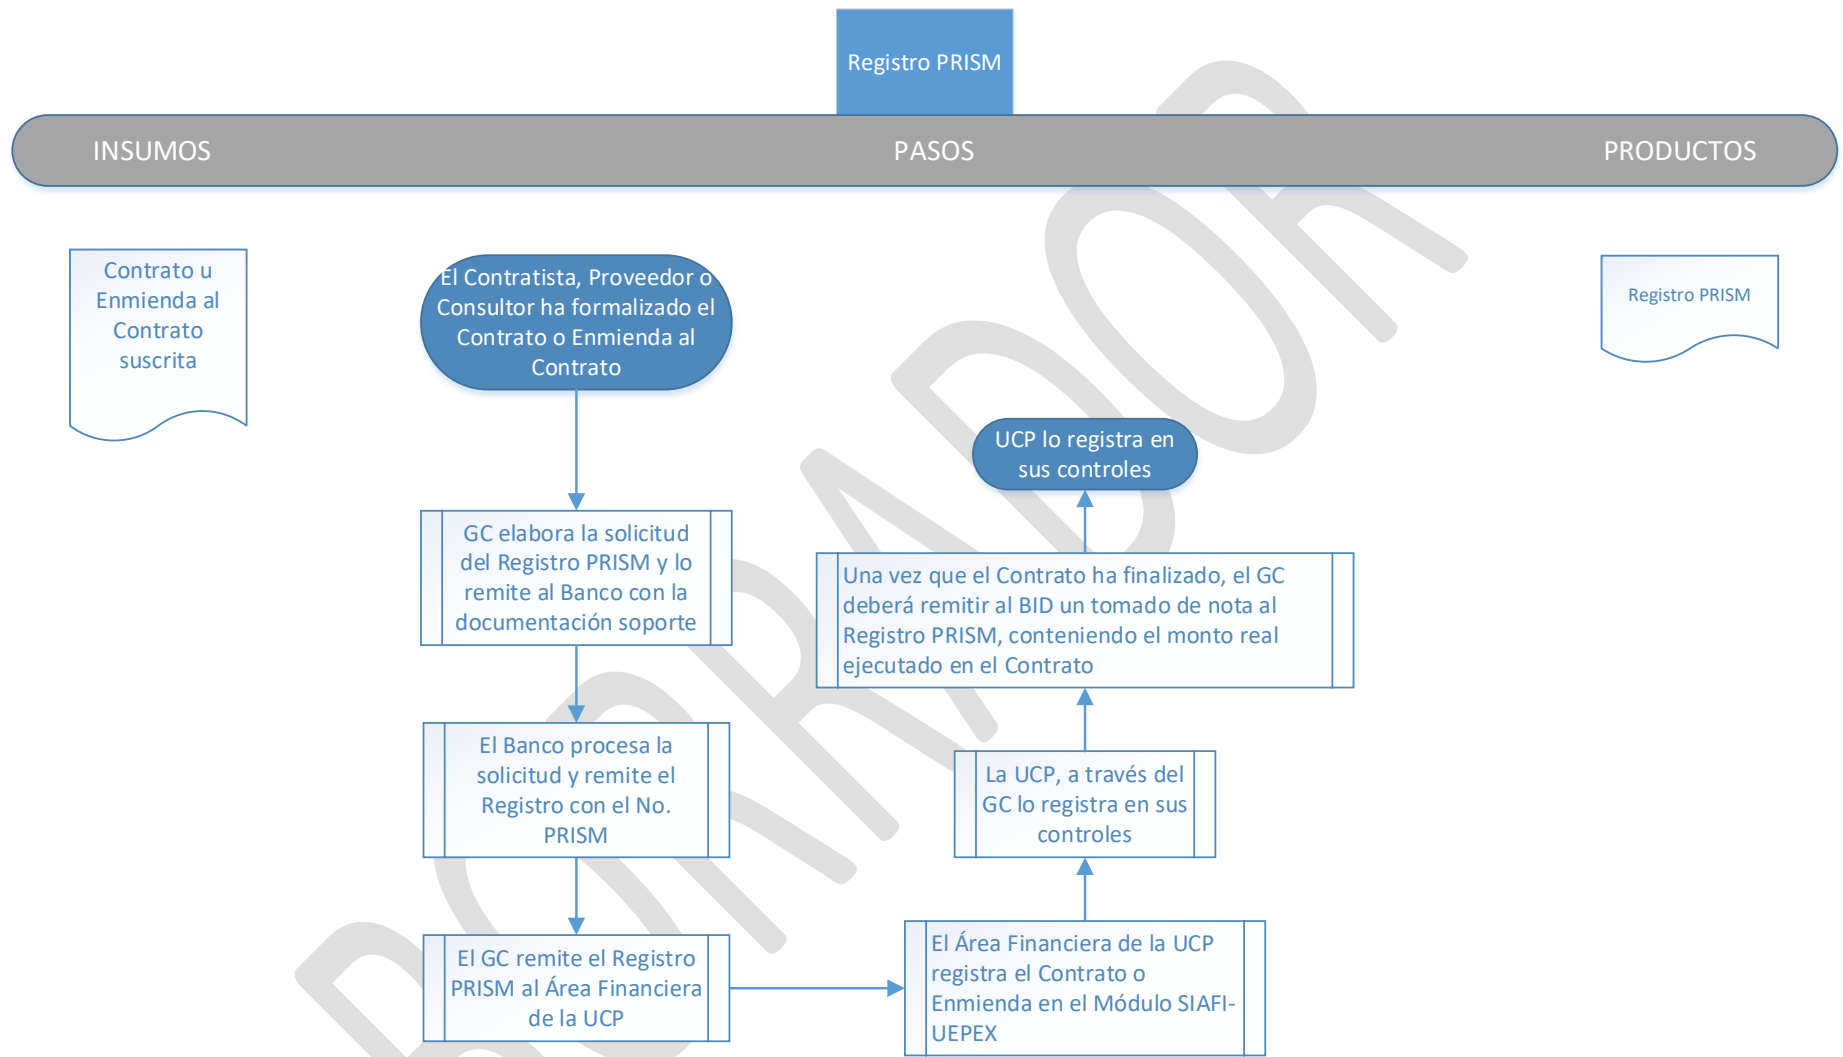 Registro PRISM
INSUMOS
PASOS
PRODUCTOS
Contrato u
Enmienda al
Contrato
suscrita
El Contratista, Proveedor o
Consultor ha formalizado el
Contrato o Enmienda al
Contrato
GC elabora la solicitud
del Registro PRISM y lo
remite al Banco con la
documentación soporte
El Banco procesa la
solicitud y remite el
Registro con el No.
PRISM
El GC remite el Registro
PRISM al Área Financiera
de la UCP
El Área Financiera de la UCP
registra el Contrato o
Enmienda en el Módulo SIAFI-
UEPEX
La UCP, a través del
GC lo registra en sus
controles
Una vez que el Contrato ha finalizado, el GC
deberá remitir al BID un tomado de nota al
Registro PRISM, conteniendo el monto real
ejecutado en el Contrato
UCP lo registra en
sus controles
Registro PRISM
BORRADOR